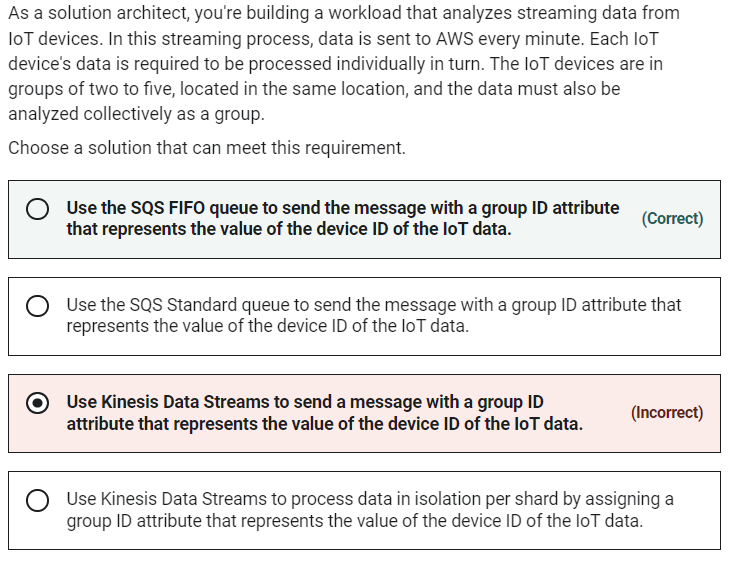 As a solution architect, you're building a workload that analyzes streaming data from
IoT devices. In this streaming process, data is sent to AWS every minute. Each IoT
device's data is required to be processed individually in turn. The IoT devices are in
groups of two to five, located in the same location, and the data must also be
analyzed collectively as a group.
Choose a solution that can meet this requirement.
Use the SQS FIFO queue to send the message with a group ID attribute
that represents the value of the device ID of the IoT data.
(Correct)
Use the SQS Standard queue to send the message with a group ID attribute that
represents the value of the device ID of the IoT data.
Use Kinesis Data Streams to send a message with a group ID
attribute that represents the value of the device ID of the IoT data.
(Incorrect)
Use Kinesis Data Streams to process data in isolation per shard by assigning a
group ID attribute that represents the value of the device ID of the IoT data.